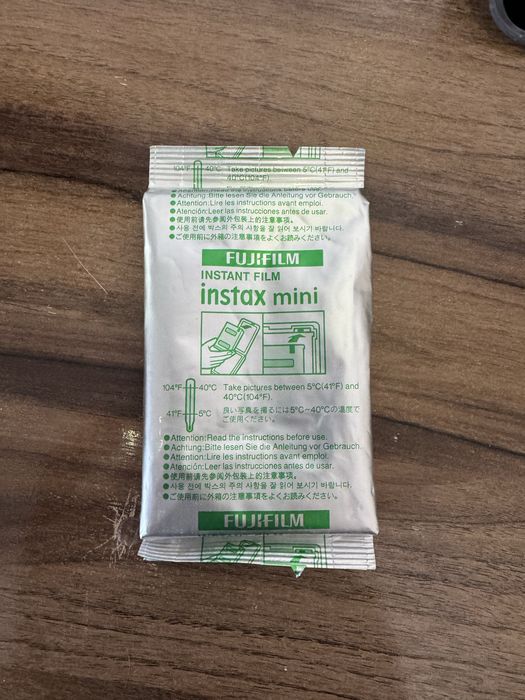 104°F 40°C Take pictures between 5°C(41°F) and
40°C(104°F).
●Achtung:Bitte lesen Sie die Anleitung vor Gebrauch.
●Attention:Lire les instructions avant emploi.
●Atención:Leer las instrucciones antes de usar.
●使用前请先参阅外包装上的注意事项。
●사용 전에 박스의 주의 사항을 잘 읽어 보시기 바랍니다.
●ご使用前に外箱の注意事項をよくお読みください。
FUJIFILM
INSTANT FILM
instax mini
104°F 40°C Take pictures between 5°C(41°F) and
40°C(104°F).
41°F 5°C 良い写真を撮るには5°C~40°Cの温度で
ご使用ください。
●Attention:Read the instructions before use.
●Achtung:Bitte lesen Sie die Anleitung vor Gebrauch.
●Attention:Lire les instructions avant emploi.
●Atención:Leer las instrucciones antes de usar.
●使用前请先参阅外包装上的注意事项。
●사용 전에 박스의 주의 사항을 잘 읽어 보시기 바랍니다.
●ご使用前に外箱の注意事項をよくお読みください。
FUJIFILM